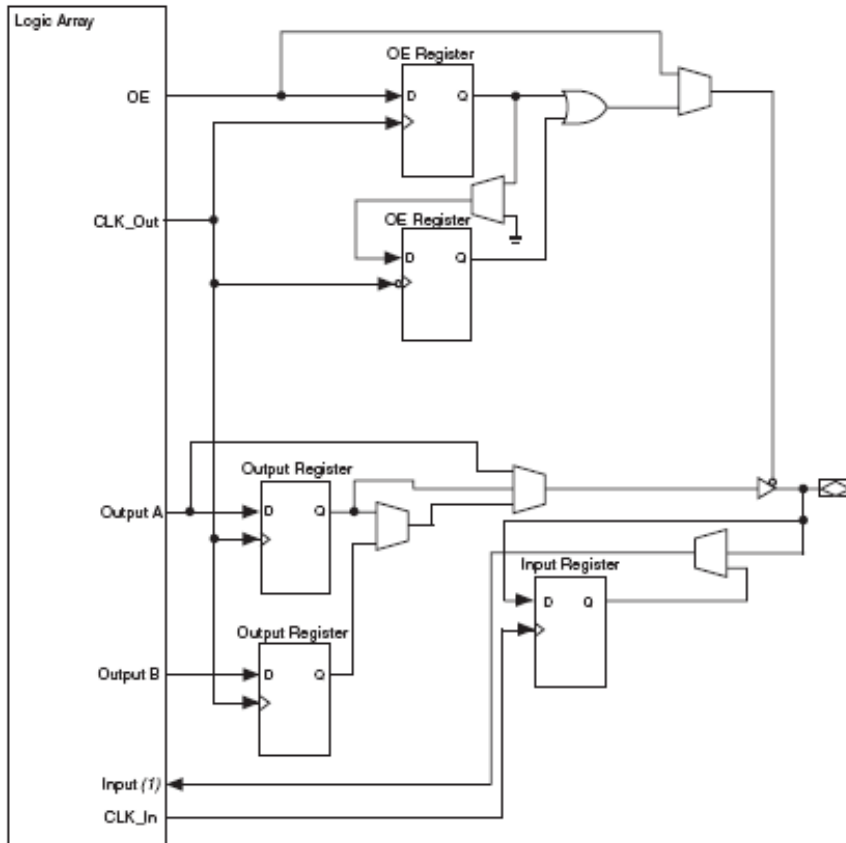 Logic Array
OE Register
OE
D Q
CLK_Out
OE Register
D Q
Output Register
Output A
D Q
Input Register
D Q
Output Register
Output B
D Q
Input (1)
CLK_In